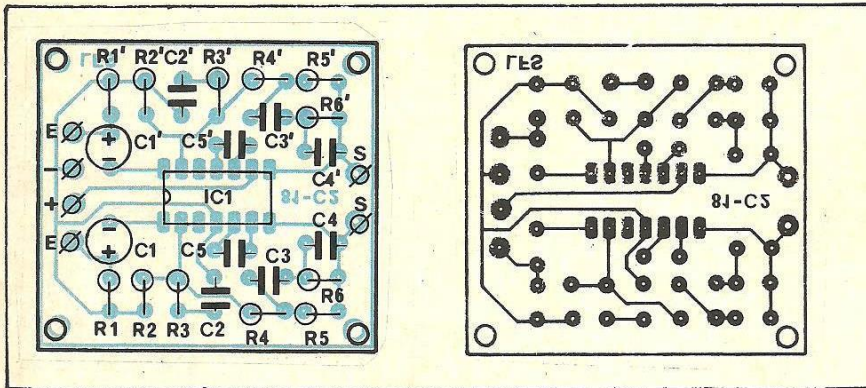 LFS
R1' R2' C2' R3' R4' R5'
R6'
E
C1'
+
-
C5' C3'
-
S
C4'
+
IC1
81-C2
S
E
-
+
C1
C5 C3 C4
R6
R1 R2 R3 C2 R4 R5
LFS
81-C2